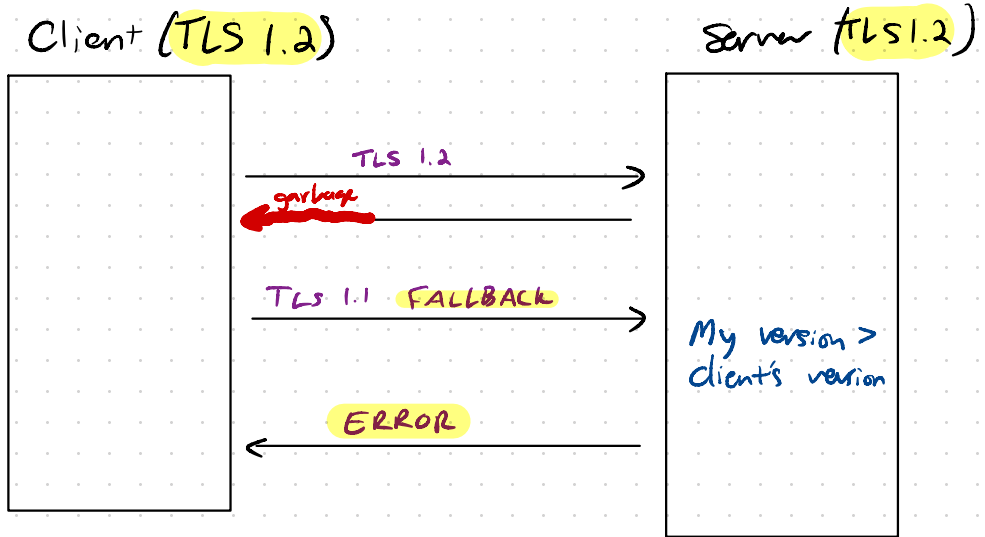 Client (TLS 1.2)
Server (TLS1.2)
TLS 1.2
garbage
TLS 1.1 FALLBACK
My version >
client's version
ERROR